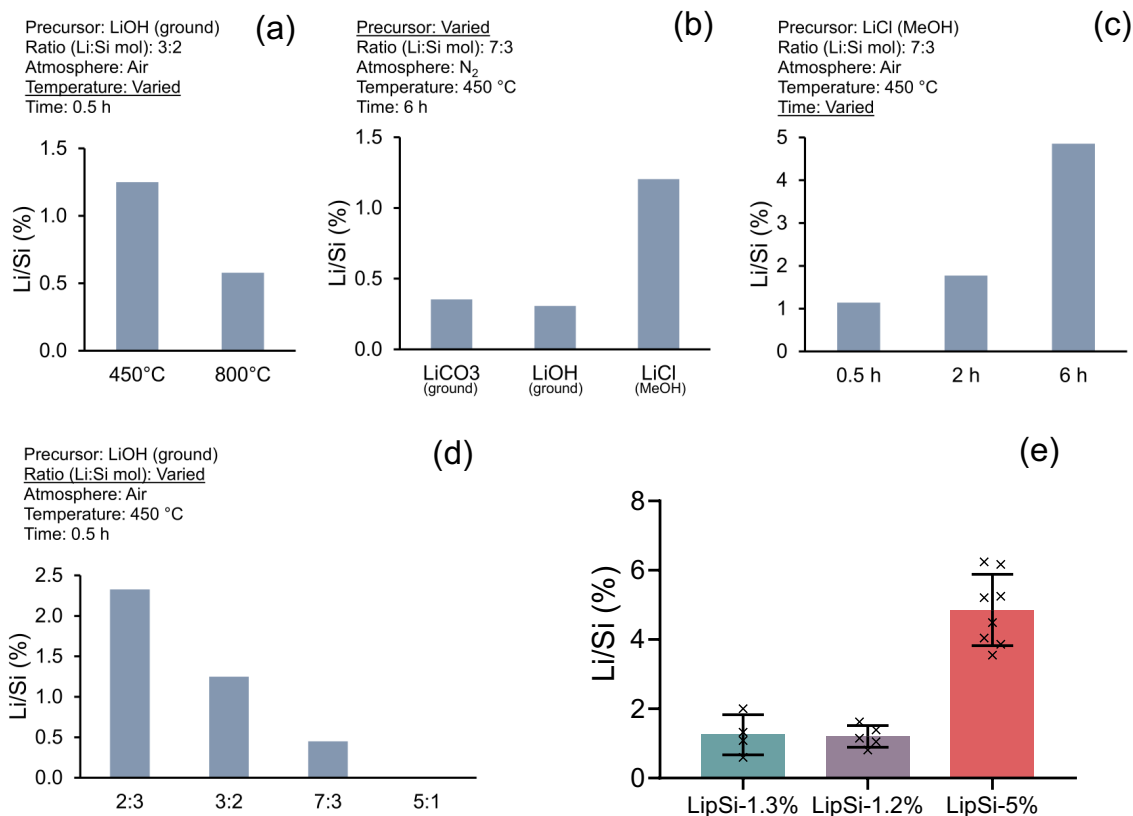 (a)
Precursor: LiOH (ground)
Ratio (Li:Si mol): 3:2
Atmosphere: Air
Temperature: Varied
Time: 0.5 h
Li/Si (%)
1.5
1.0
0.5
0.0
450°C 800°C
(b)
Precursor: Varied
Ratio (Li:Si mol): 7:3
Atmosphere: N₂
Temperature: 450 °C
Time: 6 h
Li/Si (%)
1.5
1.0
0.5
0.0
LiCO3 LiOH LiCl
(ground) (ground) (MeOH)
(c)
Precursor: LiCl (MeOH)
Ratio (Li:Si mol): 7:3
Atmosphere: Air
Temperature: 450 °C
Time: Varied
Li/Si (%)
5
4
3
2
1
0
0.5 h 2 h 6 h
(d)
Precursor: LiOH (ground)
Ratio (Li:Si mol): Varied
Atmosphere: Air
Temperature: 450 °C
Time: 0.5 h
Li/Si (%)
2.5
2.0
1.5
1.0
0.5
0.0
2:3 3:2 7:3 5:1
(e)
Li/Si (%)
8
6
4
2
0
LipSi-1.3% LipSi-1.2% LipSi-5%